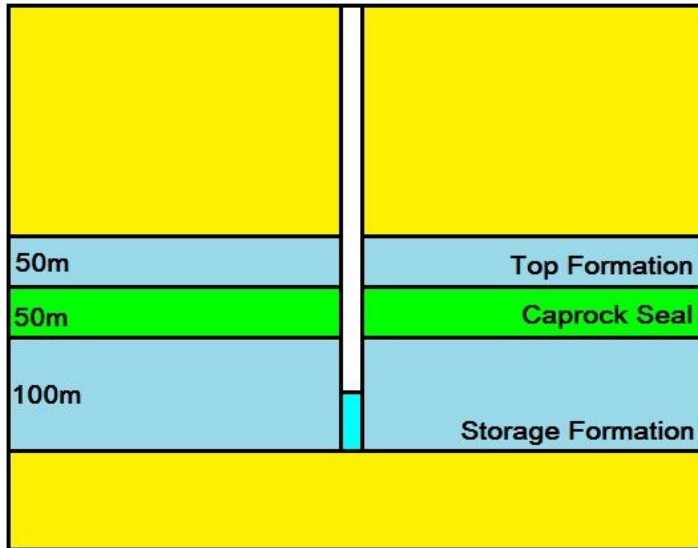 50m
Top Formation
50m
Caprock Seal
100m
Storage Formation